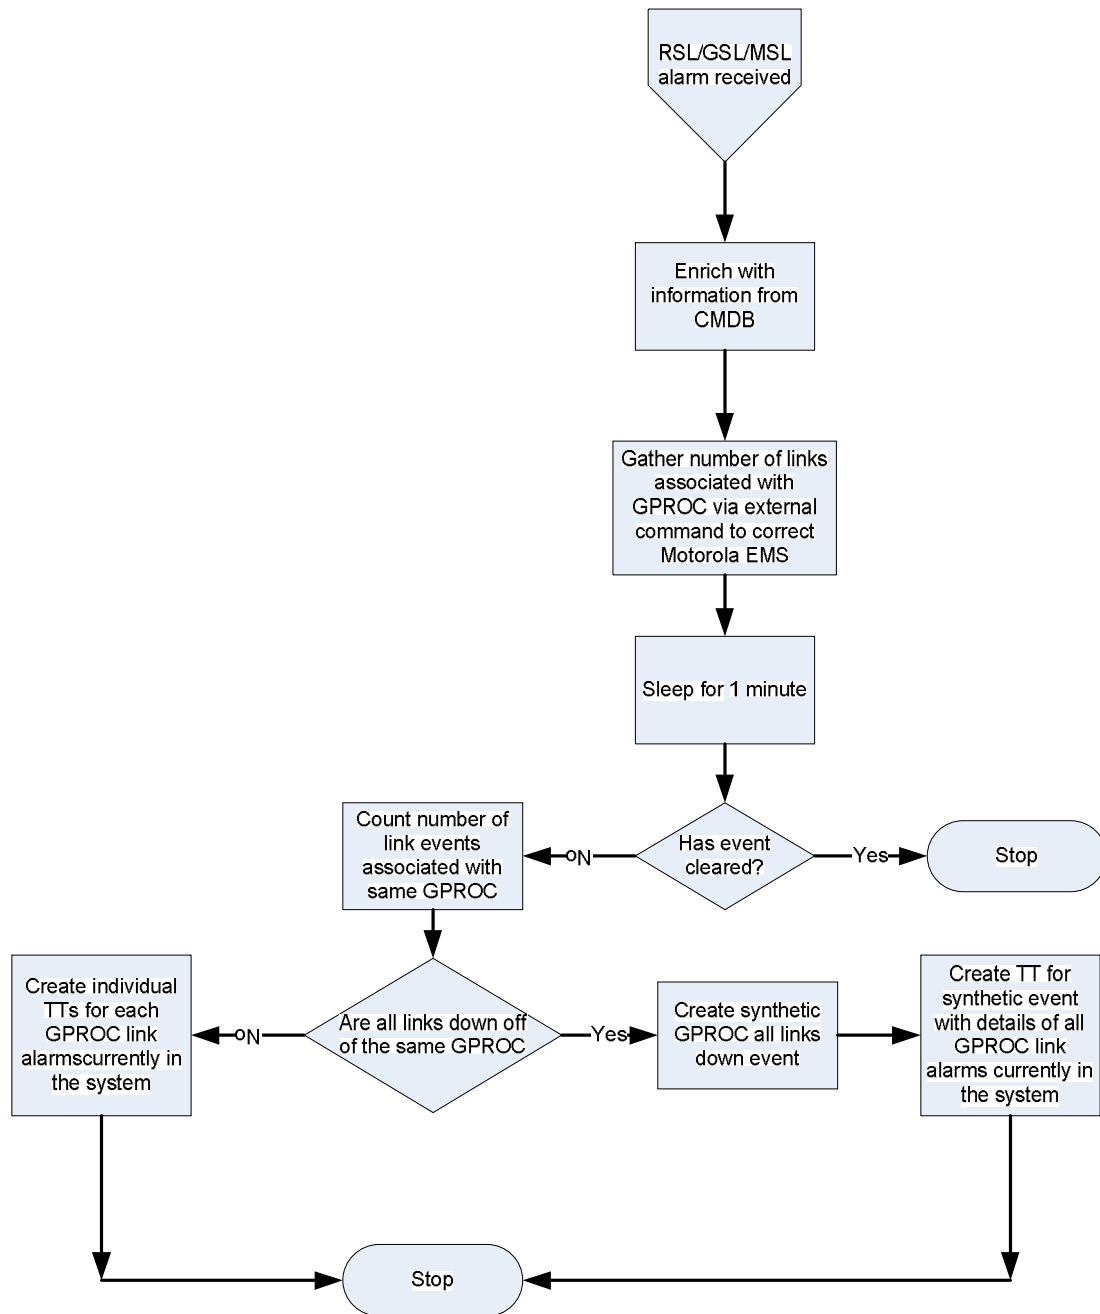 RSL/GSL/MSL
alarm received
Enrich with
information from
CMDB
Gather number of links
associated with
GPROC via external
command to correct
Motorola EMS
Sleep for 1 minute
Has event
cleared?
Yes
Stop
No
Count number of
link events
associated with
same GPROC
Are all links down off
of the same GPROC
No
Create individual
TTs for each
GPROC link
alarmscurrently in
the system
Yes
Create synthetic
GPROC all links
down event
Create TT for
synthetic event
with details of all
GPROC link
alarms currently in
the system
Stop